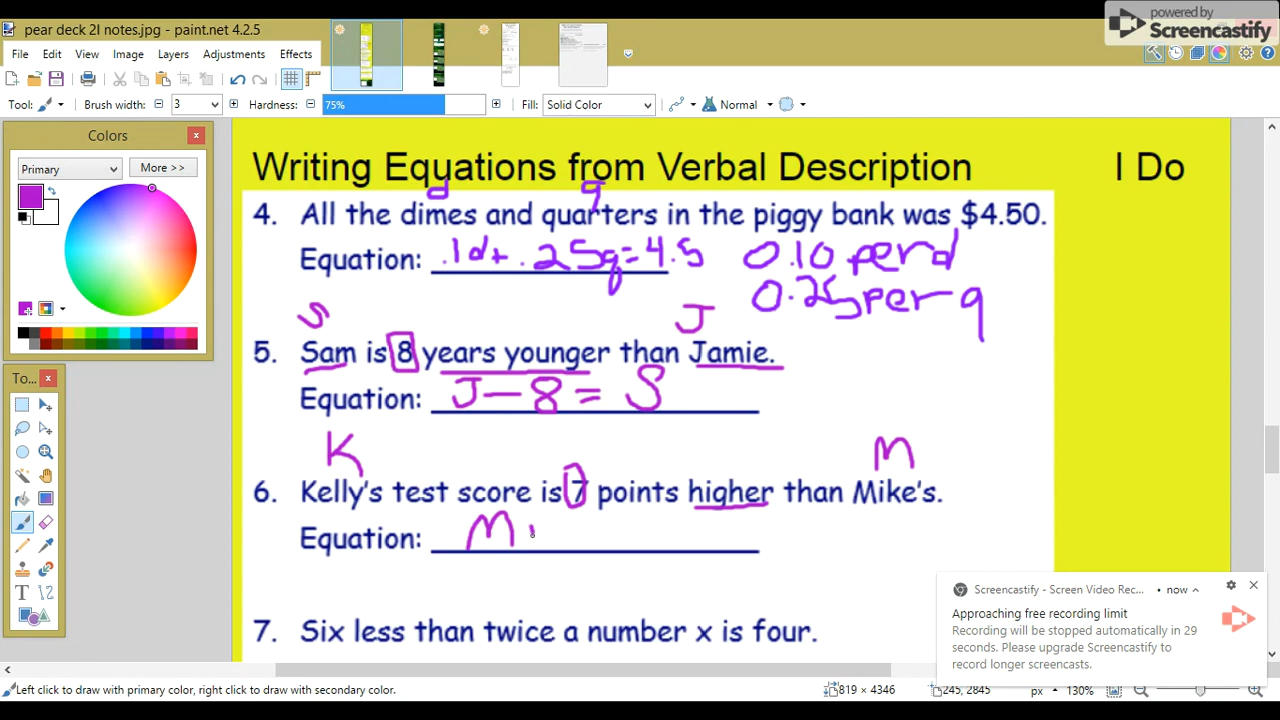 pear deck 2l notes.jpg - paint.net 4.2.5
powered by
Screencastify
File Edit View Image Layers Adjustments Effects
Tool: Brush width: 3 Hardness: 75% Fill: Solid Color Normal
Colors
Primary More >>
Writing Equations from Verbal Description I Do
d q
4. All the dimes and quarters in the piggy bank was $4.50.
Equation: .1d+ .25q=4.5 0.10 per d
0.25 per q
S J
5. Sam is 8 years younger than Jamie.
Equation: J - 8 = S
K M
6. Kelly's test score is 7 points higher than Mike's.
Equation: M
7. Six less than twice a number x is four.
To...
Screencastify - Screen Video Rec... • now
Approaching free recording limit
Recording will be stopped automatically in 29
seconds. Please upgrade Screencastify to
record longer screencasts.
Left click to draw with primary color, right click to draw with secondary color. 819 × 4346 245, 2845 px 130%